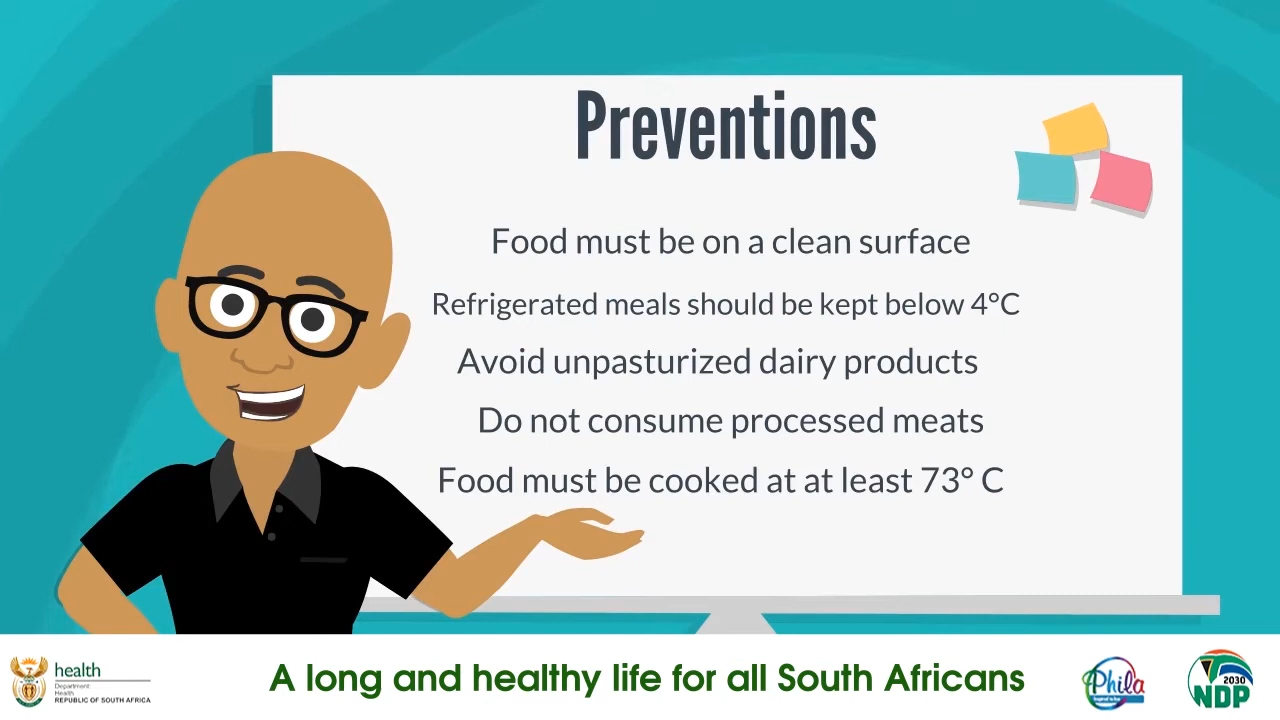 Preventions
Food must be on a clean surface
Refrigerated meals should be kept below 4°C
Avoid unpasturized dairy products
Do not consume processed meats
Food must be cooked at at least 73° C
health
Department:
Health
REPUBLIC OF SOUTH AFRICA
A long and healthy life for all South Africans
Phila
2030
NDP